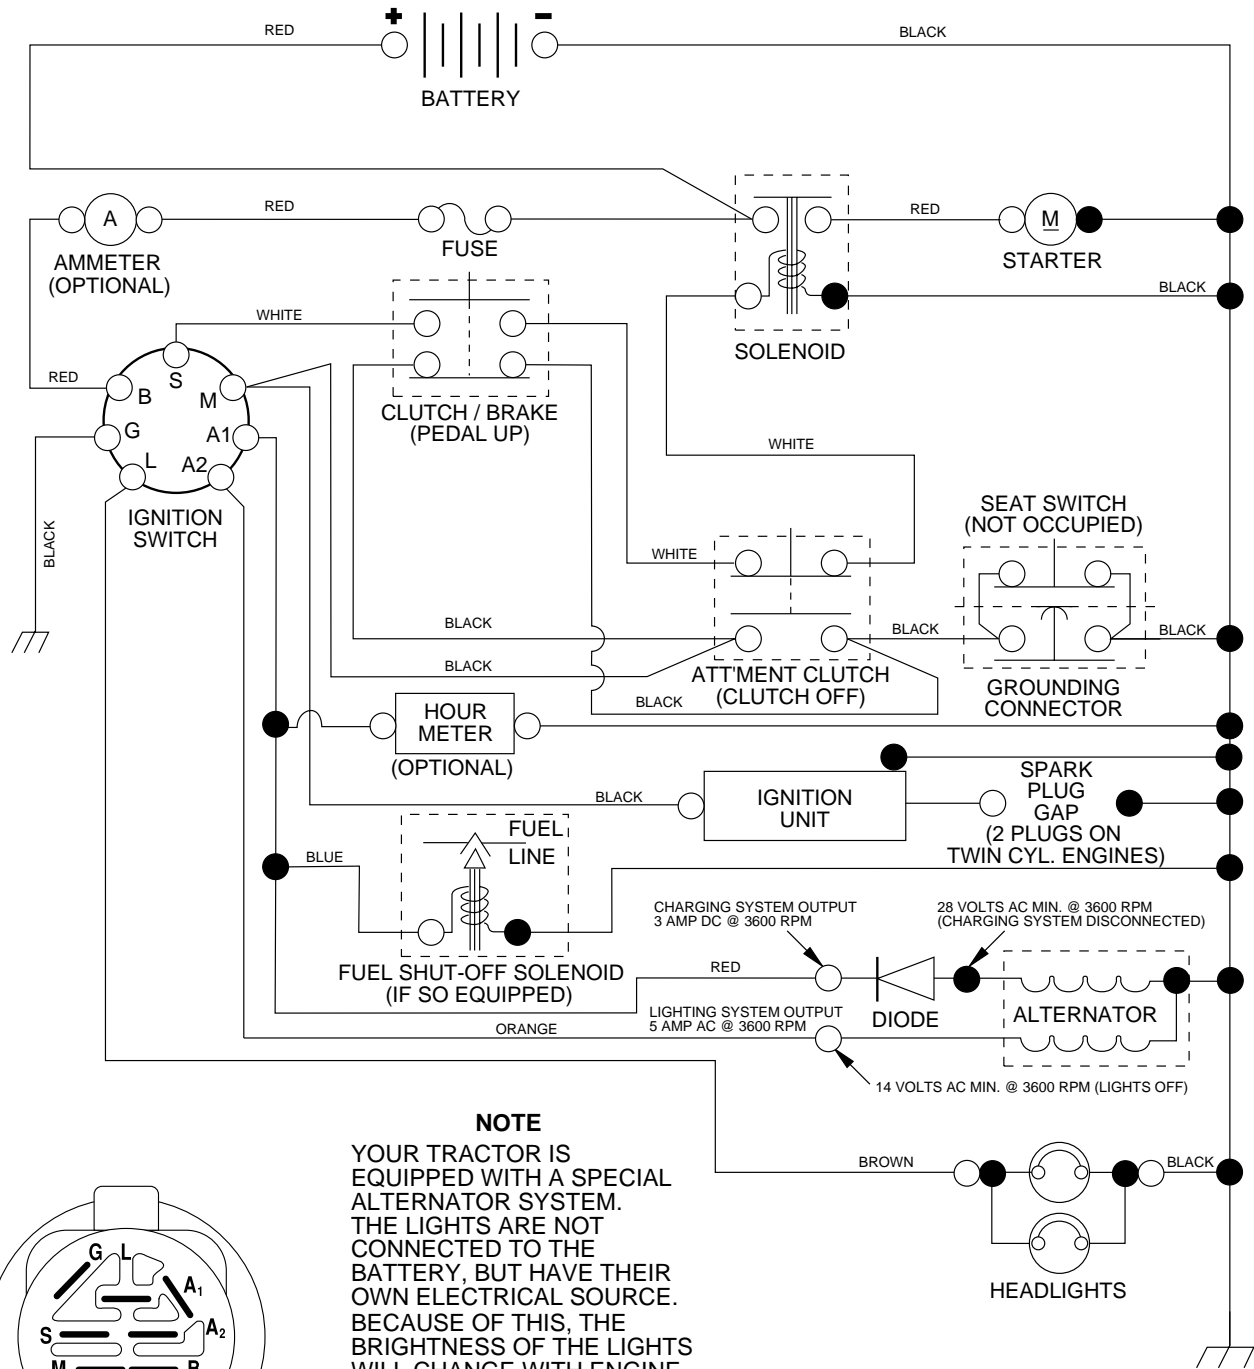 + -
RED
BLACK
BATTERY
A
RED
RED
M
AMMETER
(OPTIONAL)
FUSE
STARTER
BLACK
WHITE
SOLENOID
RED
S
B
M
G
A1
L
A2
CLUTCH / BRAKE
(PEDAL UP)
WHITE
IGNITION
SWITCH
BLACK
SEAT SWITCH
(NOT OCCUPIED)
WHITE
BLACK
BLACK
BLACK
BLACK
ATT'MENT CLUTCH
(CLUTCH OFF)
BLACK
GROUNDING
CONNECTOR
HOUR
METER
(OPTIONAL)
BLACK
IGNITION
UNIT
SPARK
PLUG
GAP
(2 PLUGS ON
TWIN CYL. ENGINES)
FUEL
LINE
BLUE
CHARGING SYSTEM OUTPUT
3 AMP DC @ 3600 RPM
28 VOLTS AC MIN. @ 3600 RPM
(CHARGING SYSTEM DISCONNECTED)
FUEL SHUT-OFF SOLENOID
(IF SO EQUIPPED)
RED
LIGHTING SYSTEM OUTPUT
5 AMP AC @ 3600 RPM
DIODE
ALTERNATOR
ORANGE
14 VOLTS AC MIN. @ 3600 RPM (LIGHTS OFF)
NOTE
YOUR TRACTOR IS
EQUIPPED WITH A SPECIAL
ALTERNATOR SYSTEM.
THE LIGHTS ARE NOT
CONNECTED TO THE
BATTERY, BUT HAVE THEIR
OWN ELECTRICAL SOURCE.
BECAUSE OF THIS, THE
BRIGHTNESS OF THE LIGHTS
WILL CHANGE WITH ENGINE
BROWN
BLACK
HEADLIGHTS
G L
A1
A2
S
M
B